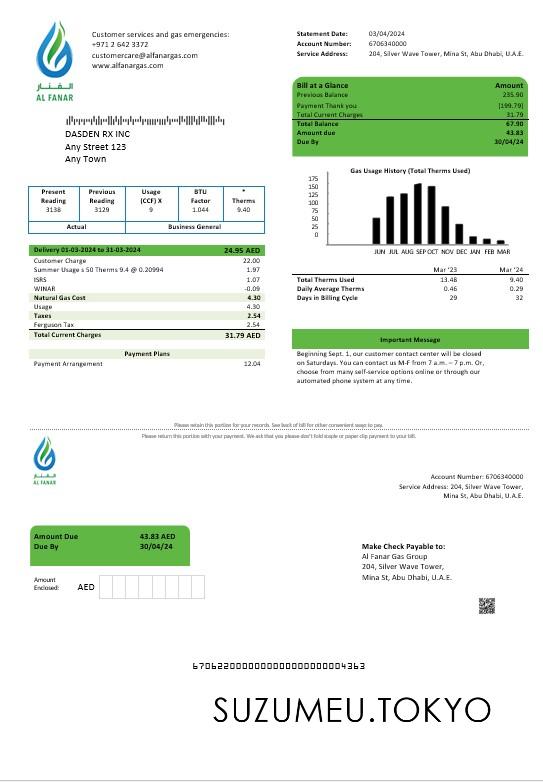 Customer services and gas emergencies:
+971 2 642 3372
customercare@alfanargas.com
www.alfanargas.com
الفنار
AL FANAR
Statement Date: 03/04/2024
Account Number: 6706340000
Service Address: 204, Silver Wave Tower, Mina St, Abu Dhabi, U.A.E.
DASDEN RX INC
Any Street 123
Any Town
Bill at a Glance Amount
Previous Balance 235.90
Payment Thank you (199.79)
Total Current Charges 31.79
Total Balance 67.90
Amount due 43.83
Due By 30/04/24
Present Reading Previous Reading Usage (CCF) X BTU Factor * Therms
3138 3129 9 1.044 9.40
Actual Business General
Gas Usage History (Total Therms Used)
175
150
125
100
75
50
25
0
JUN JUL AUG SEP OCT NOV DEC JAN FEB MAR
Mar '23 Mar '24
Total Therms Used 13.48 9.40
Daily Average Therms 0.46 0.29
Days in Billing Cycle 29 32
Delivery 01-03-2024 to 31-03-2024 24.95 AED
Customer Charge 22.00
Summer Usage ≤ 50 Therms 9.4 @ 0.20994 1.97
ISRS 1.07
WINAR -0.09
Natural Gas Cost 4.30
Usage 4.30
Taxes 2.54
Ferguson Tax 2.54
Total Current Charges 31.79 AED
Payment Plans
Payment Arrangement 12.04
Important Message
Beginning Sept. 1, our customer contact center will be closed
on Saturdays. You can contact us M-F from 7 a.m. – 7 p.m. Or,
choose from many self-service options online or through our
automated phone system at any time.
Please retain this portion for your records. See back of bill for other convenient ways to pay.
Please return this portion with your payment. We ask that you please don't fold staple or paper clip payment to your bill.
الفنار
AL FANAR
Account Number: 6706340000
Service Address: 204, Silver Wave Tower,
Mina St, Abu Dhabi, U.A.E.
Amount Due 43.83 AED
Due By 30/04/24
Amount
Enclosed:
AED
Make Check Payable to:
Al Fanar Gas Group
204, Silver Wave Tower,
Mina St, Abu Dhabi, U.A.E.
SUZUMEU.TOKYO